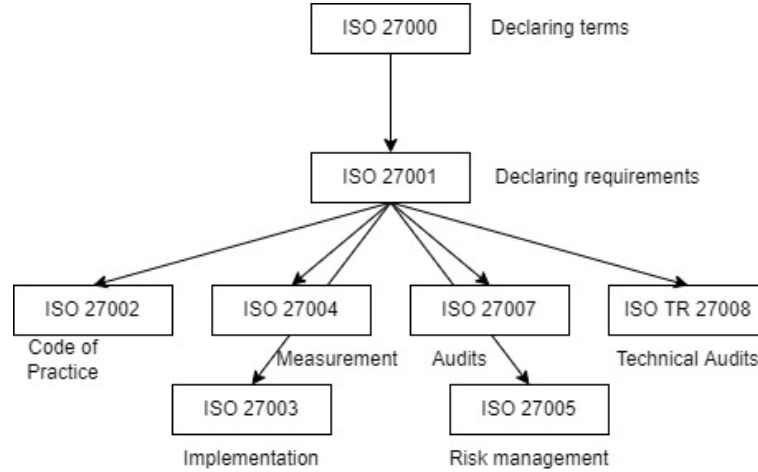 ISO 27000
Declaring terms
ISO 27001
Declaring requirements
ISO 27002
ISO 27004
ISO 27007
ISO TR 27008
Code of
Practice
Measurement
Audits
Technical Audits
ISO 27003
ISO 27005
Implementation
Risk management